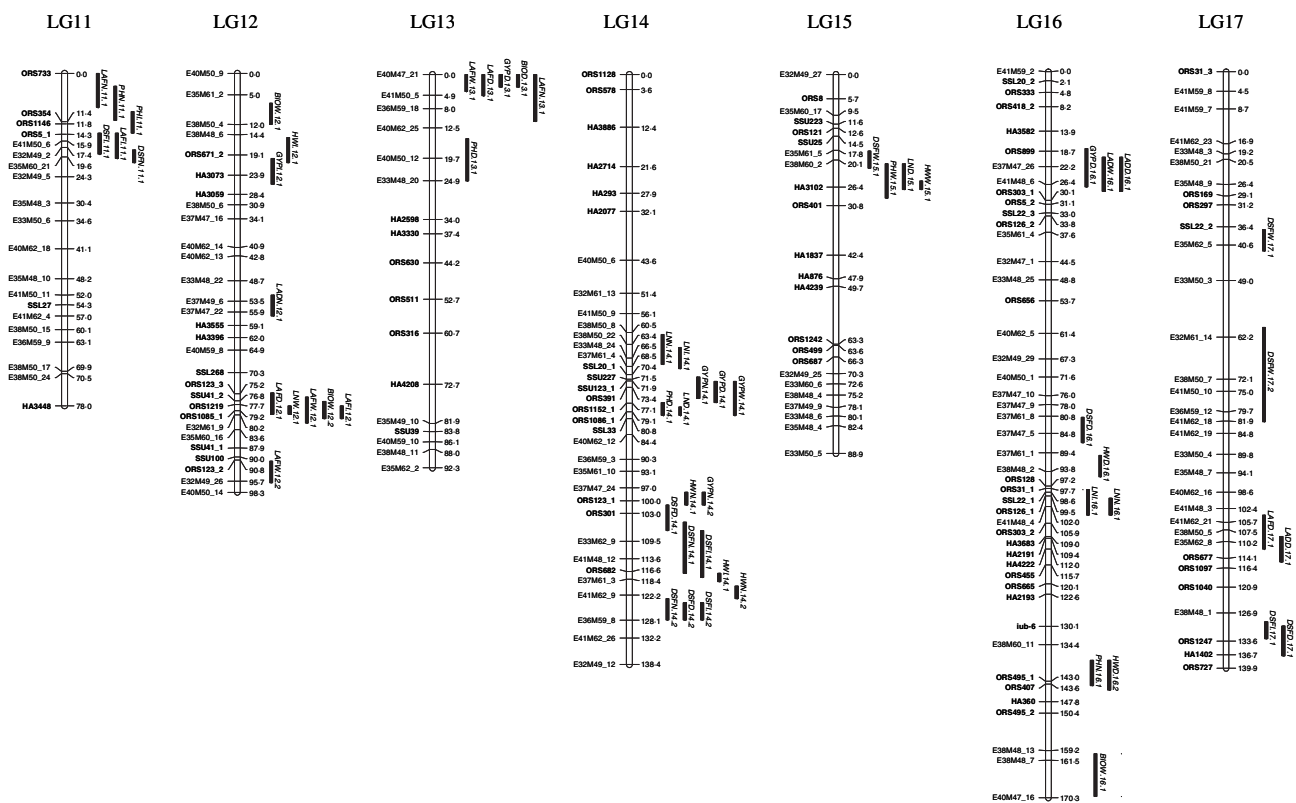 LG11 LG12 LG13 LG14 LG15 LG16 LG17
ORS733 0·0
ORS354 11·4
ORS1146 11·8
ORS5_1 14·3
E41M50_6 15·9
E32M49_2 17·4
E35M60_21 19·6
E32M49_5 24·3
E35M48_3 30·4
E33M50_6 34·6
E40M62_18 41·1
E35M48_10 48·2
E41M50_11 52·0
SSL27 54·3
E41M62_4 57·0
E38M50_15 60·1
E36M59_9 63·1
E38M50_17 69·9
E38M50_24 70·5
HA3448 78·0
LAFN.11.1
PHN.11.1
PHI.11.1
DSFI.11.1
LAFI.11.1
DSFN.11.1
E40M50_9 0·0
E35M61_2 5·0
E38M50_4 12·0
E38M48_6 14·4
ORS671_2 19·1
HA3073 23·9
HA3059 28·4
E38M50_6 30·9
E37M47_16 34·1
E40M62_14 40·9
E40M62_13 42·8
E33M48_22 48·7
E37M49_6 53·5
E37M47_22 55·9
HA3555 59·1
HA3396 62·0
E40M59_8 64·9
SSL268 70·3
ORS123_3 75·2
SSU41_2 76·8
ORS1219 77·7
ORS1085_1 79·2
E32M61_9 80·2
E35M60_16 83·6
SSU41_1 87·9
SSU100 90·0
ORS123_2 90·8
E32M49_26 95·7
E40M50_14 98·3
BIOW.12.1
HWI.12.1
GYPI.12.1
LADN.12.1
LAFD.12.1
LNW.12.1
LAFW.12.1
BIOW.12.2
LAFI.12.1
LAFW.12.2
E40M47_21 0·0
E41M50_5 4·9
E36M59_18 8·0
E40M62_25 12·5
E40M50_12 19·7
E33M48_20 24·9
HA2598 34·0
HA3330 37·4
ORS630 44·2
ORS511 52·7
ORS316 60·7
HA4208 72·7
E35M49_10 81·9
SSU39 83·8
E40M59_10 86·1
E38M48_11 88·0
E35M62_2 92·3
LAFW.13.1
LAFD.13.1
GYPD.13.1
BIOD.13.1
LAFN.13.1
PHD.13.1
ORS1128 0·0
ORS578 3·6
HA3886 12·4
HA2714 21·6
HA293 27·9
HA2077 32·1
E40M50_6 43·6
E32M61_13 51·4
E41M50_9 56·1
E38M50_8 60·5
E38M50_22 63·4
E33M48_24 66·5
E37M61_4 68·5
SSL20_1 70·4
SSU227 71·5
SSU123_1 71·9
ORS391 73·4
ORS1152_1 77·1
ORS1086_1 79·1
SSL33 80·8
E40M62_12 84·4
E36M59_3 90·3
E35M61_10 93·1
E37M47_24 97·0
ORS123_1 100·0
ORS301 103·0
E33M62_9 109·5
E41M48_12 113·6
ORS682 116·6
E37M61_3 118·4
E41M62_9 122·2
E36M59_8 128·1
E41M62_26 132·2
E32M49_12 138·4
LNN.14.1
LNI.14.1
GYPN.14.1
GYPD.14.1
GYPW.14.1
PHD.14.1
LND.14.1
HWN.14.1
GYPN.14.2
DSFD.14.1
DSFN.14.1
DSFI.14.1
HWI.14.1
HWN.14.2
DSFN.14.2
DSFD.14.2
DSFI.14.2
E32M49_27 0·0
ORS8 5·7
E35M60_17 9·5
SSU223 11·6
ORS121 12·6
SSU25 14·5
E35M61_5 17·8
E38M60_2 20·1
HA3102 26·4
ORS401 30·8
HA1837 42·4
HA876 47·9
HA4239 49·7
ORS1242 63·3
ORS499 63·6
ORS687 66·3
E32M49_25 70·3
E33M60_6 72·6
E38M48_4 75·2
E37M49_9 78·1
E33M48_6 80·1
E35M48_4 82·4
E33M50_5 88·9
DSFW.15.1
PHW.15.1
LND.15.1
HWW.15.1
E41M59_2 0·0
SSL20_2 2·1
ORS333 4·8
ORS418_2 8·2
HA3582 13·9
ORS899 18·7
E37M47_26 22·2
E41M48_6 26·4
ORS303_1 30·1
ORS5_2 31·1
SSL22_3 33·0
ORS126_2 33·8
E35M61_4 37·6
E32M47_1 44·5
E33M48_25 48·8
ORS656 53·7
E40M62_5 61·4
E32M49_29 67·3
E40M50_1 71·6
E37M47_10 76·0
E37M47_9 78·0
E37M61_8 80·8
E37M47_5 84·8
E37M61_1 89·4
E38M48_2 93·8
ORS128 97·2
ORS31_1 97·7
SSL22_1 98·6
ORS126_1 99·5
E41M48_4 102·0
ORS303_2 105·9
HA3683 109·0
HA2191 109·4
HA4222 112·0
ORS455 115·7
ORS665 120·1
HA2193 122·6
iub-6 130·1
E38M60_11 134·4
ORS495_1 143·0
ORS407 143·6
HA360 147·8
ORS495_2 150·4
E38M48_13 159·2
E38M48_7 161·5
E40M47_16 170·3
GYPD.16.1
LADW.16.1
LADD.16.1
DSFD.16.1
HWD.16.1
LNI.16.1
LNN.16.1
PHN.16.1
HWD.16.2
BIOW.16.1
ORS31_3 0·0
E41M59_8 4·5
E41M59_7 8·7
E41M62_23 16·9
E33M48_3 19·2
E38M50_21 20·5
E35M48_9 26·4
ORS169 29·1
ORS297 31·2
SSL22_2 36·4
E35M62_5 40·6
E33M50_3 49·0
E32M61_14 62·2
E38M50_7 72·1
E41M50_10 75·0
E36M59_12 79·7
E41M62_18 81·9
E41M62_19 84·8
E33M50_4 89·8
E35M48_7 94·1
E40M62_16 98·6
E41M48_3 102·4
E41M62_21 105·7
E38M50_5 107·5
E35M62_8 110·2
ORS677 114·1
ORS1097 116·4
ORS1040 120·9
E38M48_1 126·9
ORS1247 133·6
HA1402 136·7
ORS727 139·9
DSFW.17.1
DSFW.17.2
LAFD.17.1
LADD.17.1
DSFI.17.1
DSFD.17.1